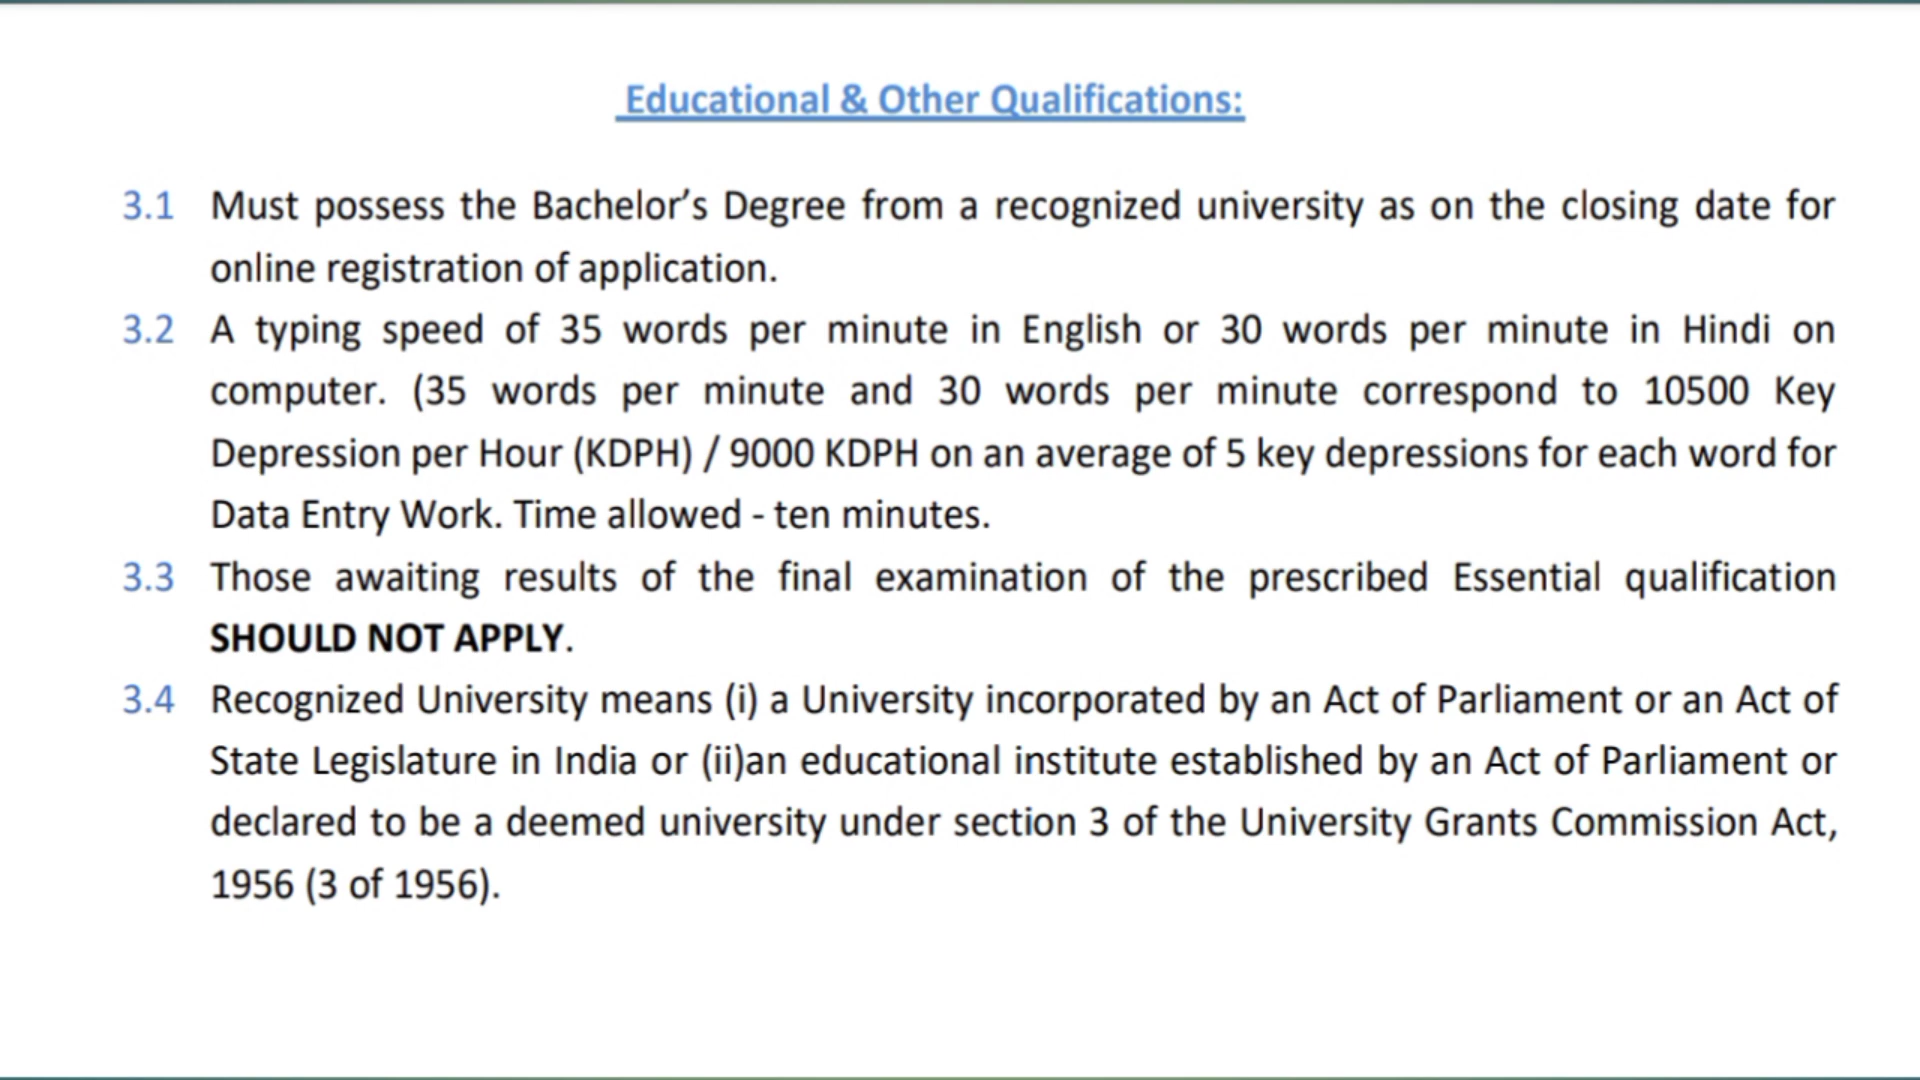 Educational & Other Qualifications:
3.1 Must possess the Bachelor’s Degree from a recognized university as on the closing date for
online registration of application.
3.2 A typing speed of 35 words per minute in English or 30 words per minute in Hindi on
computer. (35 words per minute and 30 words per minute correspond to 10500 Key
Depression per Hour (KDPH) / 9000 KDPH on an average of 5 key depressions for each word for
Data Entry Work. Time allowed - ten minutes.
3.3 Those awaiting results of the final examination of the prescribed Essential qualification
SHOULD NOT APPLY.
3.4 Recognized University means (i) a University incorporated by an Act of Parliament or an Act of
State Legislature in India or (ii)an educational institute established by an Act of Parliament or
declared to be a deemed university under section 3 of the University Grants Commission Act,
1956 (3 of 1956).